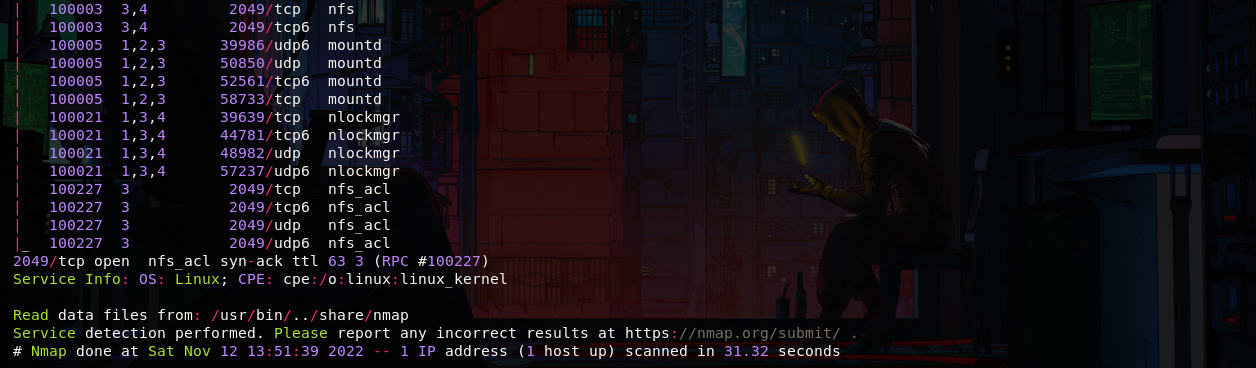 |   100003  3,4         2049/tcp   nfs
|   100003  3,4         2049/tcp6  nfs
|   100005  1,2,3      39986/udp6  mountd
|   100005  1,2,3      50850/udp   mountd
|   100005  1,2,3      52561/tcp6  mountd
|   100005  1,2,3      58733/tcp   mountd
|   100021  1,3,4      39639/tcp   nlockmgr
|   100021  1,3,4      44781/tcp6  nlockmgr
|   100021  1,3,4      48982/udp   nlockmgr
|   100021  1,3,4      57237/udp6  nlockmgr
|   100227  3           2049/tcp   nfs_acl
|   100227  3           2049/tcp6  nfs_acl
|   100227  3           2049/udp   nfs_acl
|_  100227  3           2049/udp6  nfs_acl
2049/tcp open  nfs_acl syn-ack ttl 63 3 (RPC #100227)
Service Info: OS: Linux; CPE: cpe:/o:linux:linux_kernel
Read data files from: /usr/bin/../share/nmap
Service detection performed. Please report any incorrect results at https://nmap.org/submit/ .
# Nmap done at Sat Nov 12 13:51:39 2022 -- 1 IP address (1 host up) scanned in 31.32 seconds